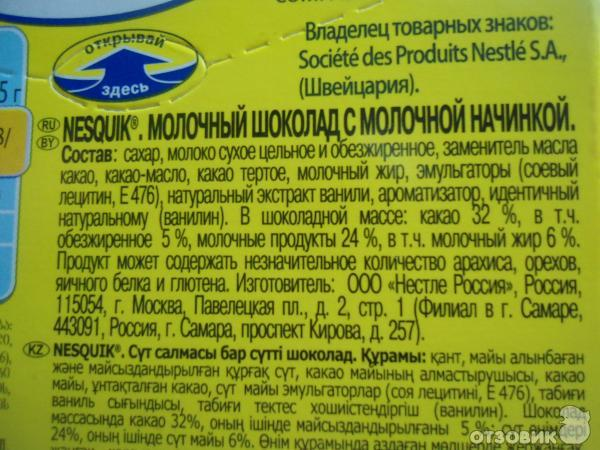 Владелец товарных знаков:
Société des Produits Nestlé S.A.,
(Швейцария).
открывай
здесь
5 г
RU
BY
NESQUIK®. МОЛОЧНЫЙ ШОКОЛАД С МОЛОЧНОЙ НАЧИНКОЙ.
Состав: сахар, молоко сухое цельное и обезжиренное, заменитель масла
какао, какао-масло, какао тертое, молочный жир, эмульгаторы (соевый
лецитин, Е 476), натуральный экстракт ванили, ароматизатор, идентичный
натуральному (ванилин). В шоколадной массе: какао 32 %, в т.ч.
обезжиренное 5 %, молочные продукты 24 %, в т.ч. молочный жир 6 %.
Продукт может содержать незначительное количество арахиса, орехов,
яичного белка и глютена. Изготовитель: ООО «Нестле Россия», Россия,
115054, г. Москва, Павелецкая пл., д. 2, стр. 1 (Филиал в г. Самаре,
443091, Россия, г. Самара, проспект Кирова, д. 257).
KZ NESQUIK®. Сүт салмасы бар сүтті шоколад. Құрамы: қант, майы алынбаған
және майсыздандырылған құрғақ сүт, какао майының алмастырушысы, какао
майы, ұнтақталған какао, сүт майы эмульгаторлар (соя лецитині, Е 476), табиғи
ваниль сығындысы, табиғи тектес хошиістендіргіш (ванилин). Шоколад
массасында какао 32%, оның ішінде майсыздандырылғаны 5 %, сүт өнімдері
24%, оның ішінде сүт майы 6%. Өнім құрамында аздаған мөлшерде жержаңғақ
ОТЗОВИК